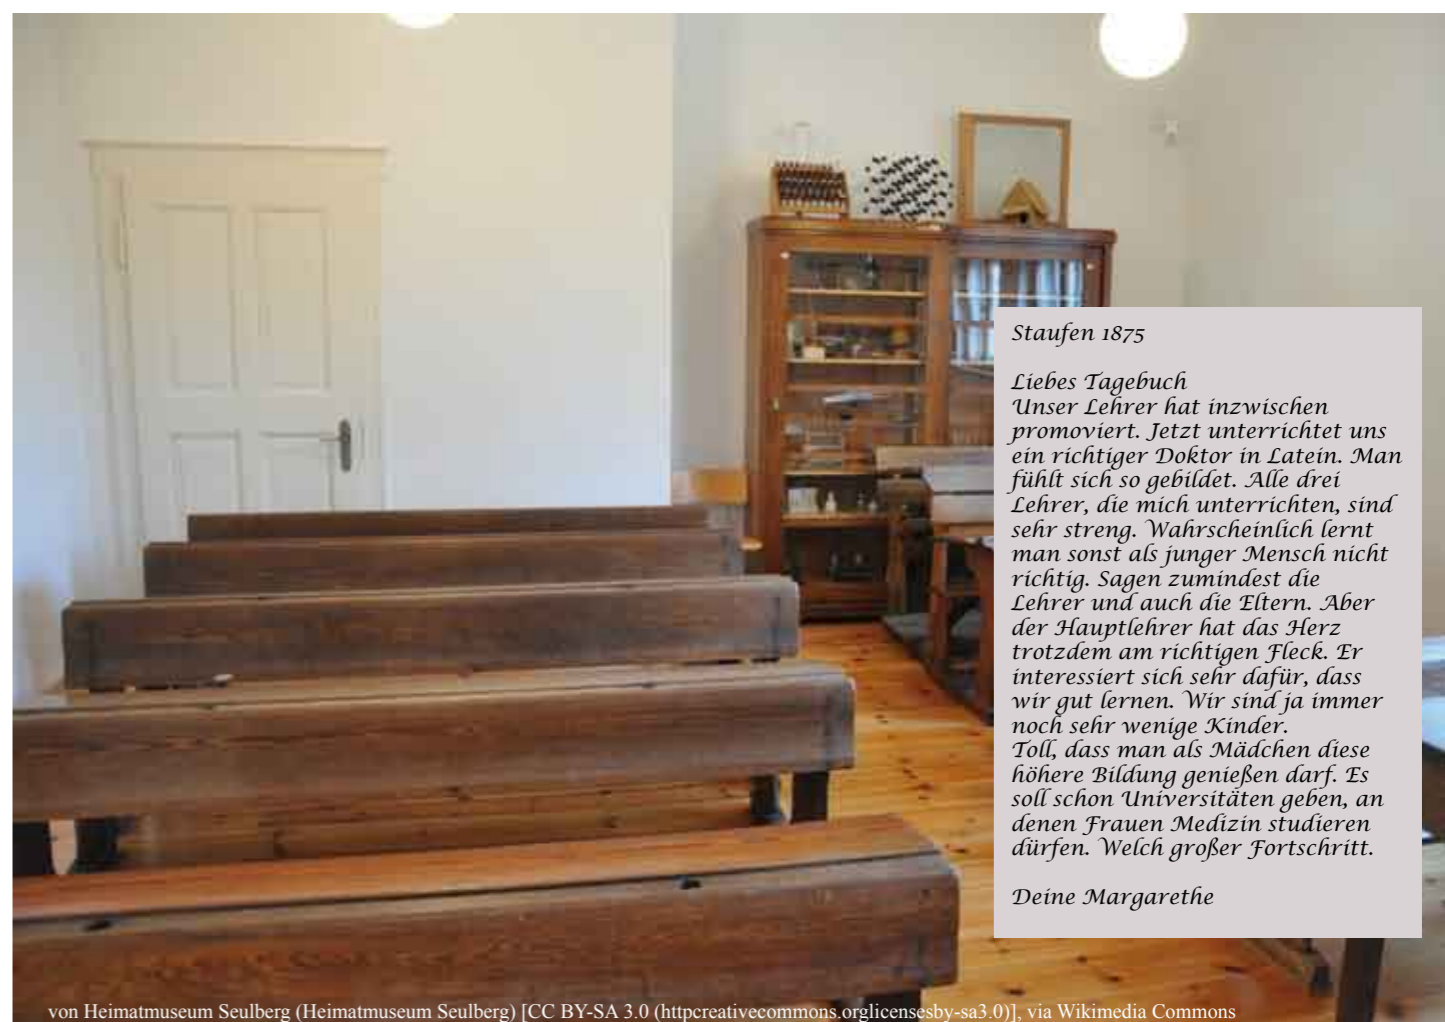 Staufen 1875
Liebes Tagebuch
Unser Lehrer hat inzwischen
promoviert. Jetzt unterrichtet uns
ein richtiger Doktor in Latein. Man
fühlt sich so gebildet. Alle drei
Lehrer, die mich unterrichten, sind
sehr streng. Wahrscheinlich lernt
man sonst als junger Mensch nicht
richtig. Sagen zumindest die
Lehrer und auch die Eltern. Aber
der Hauptlehrer hat das Herz
trotzdem am richtigen Fleck. Er
interessiert sich sehr dafür, dass
wir gut lernen. Wir sind ja immer
noch sehr wenige Kinder.
Toll, dass man als Mädchen diese
höhere Bildung genießen darf. Es
soll schon Universitäten geben, an
denen Frauen Medizin studieren
dürfen. Welch großer Fortschritt.
Deine Margarethe
von Heimatmuseum Seulberg (Heimatmuseum Seulberg) [CC BY-SA 3.0 (httpcreativecommons.orglicensesby-sa3.0)], via Wikimedia Commons